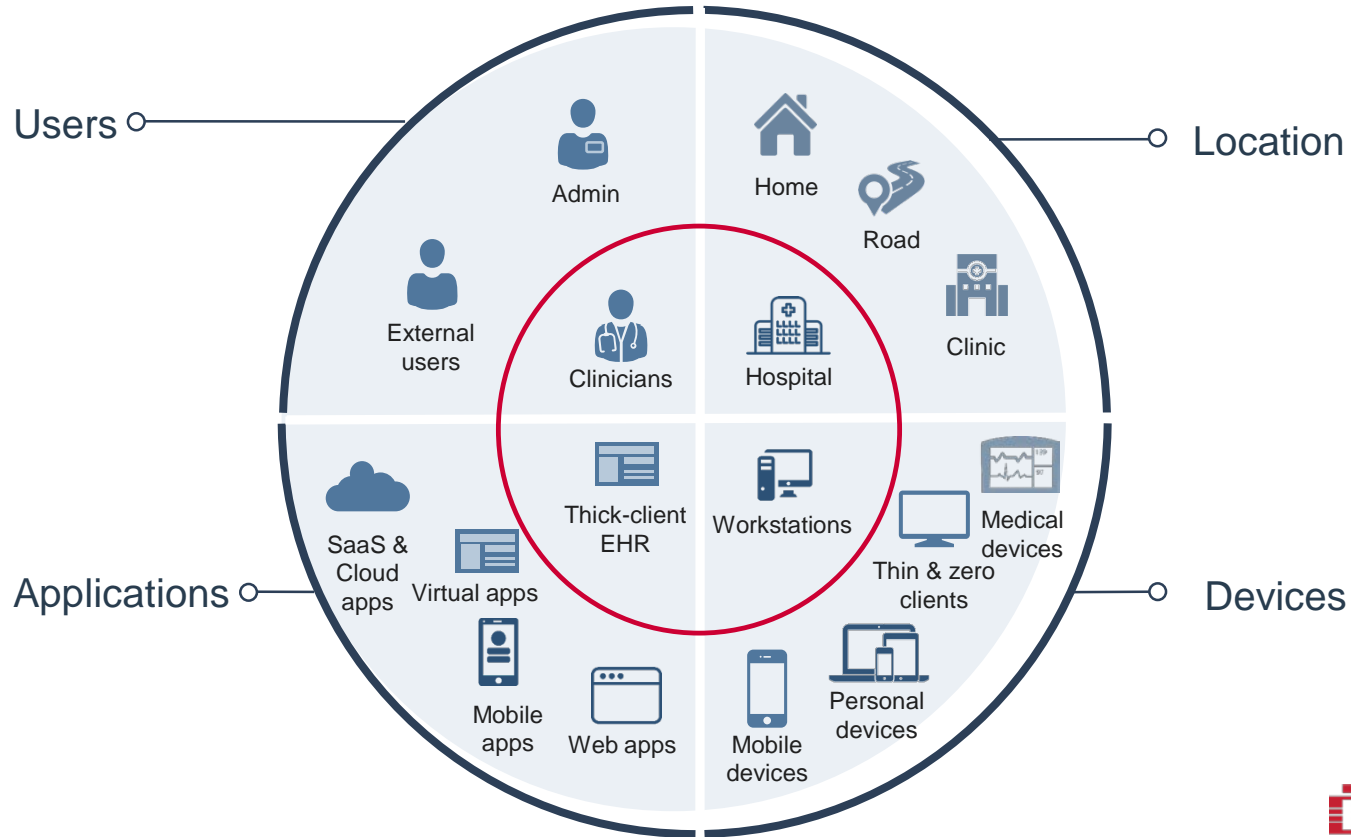 Users
Location
Admin
Home
Road
External
users
Clinicians
Hospital
Clinic
Thick-client
EHR
Workstations
SaaS &
Cloud
apps
Virtual apps
Medical
devices
Thin & zero
clients
Applications
Devices
Mobile
apps
Web apps
Mobile
devices
Personal
devices